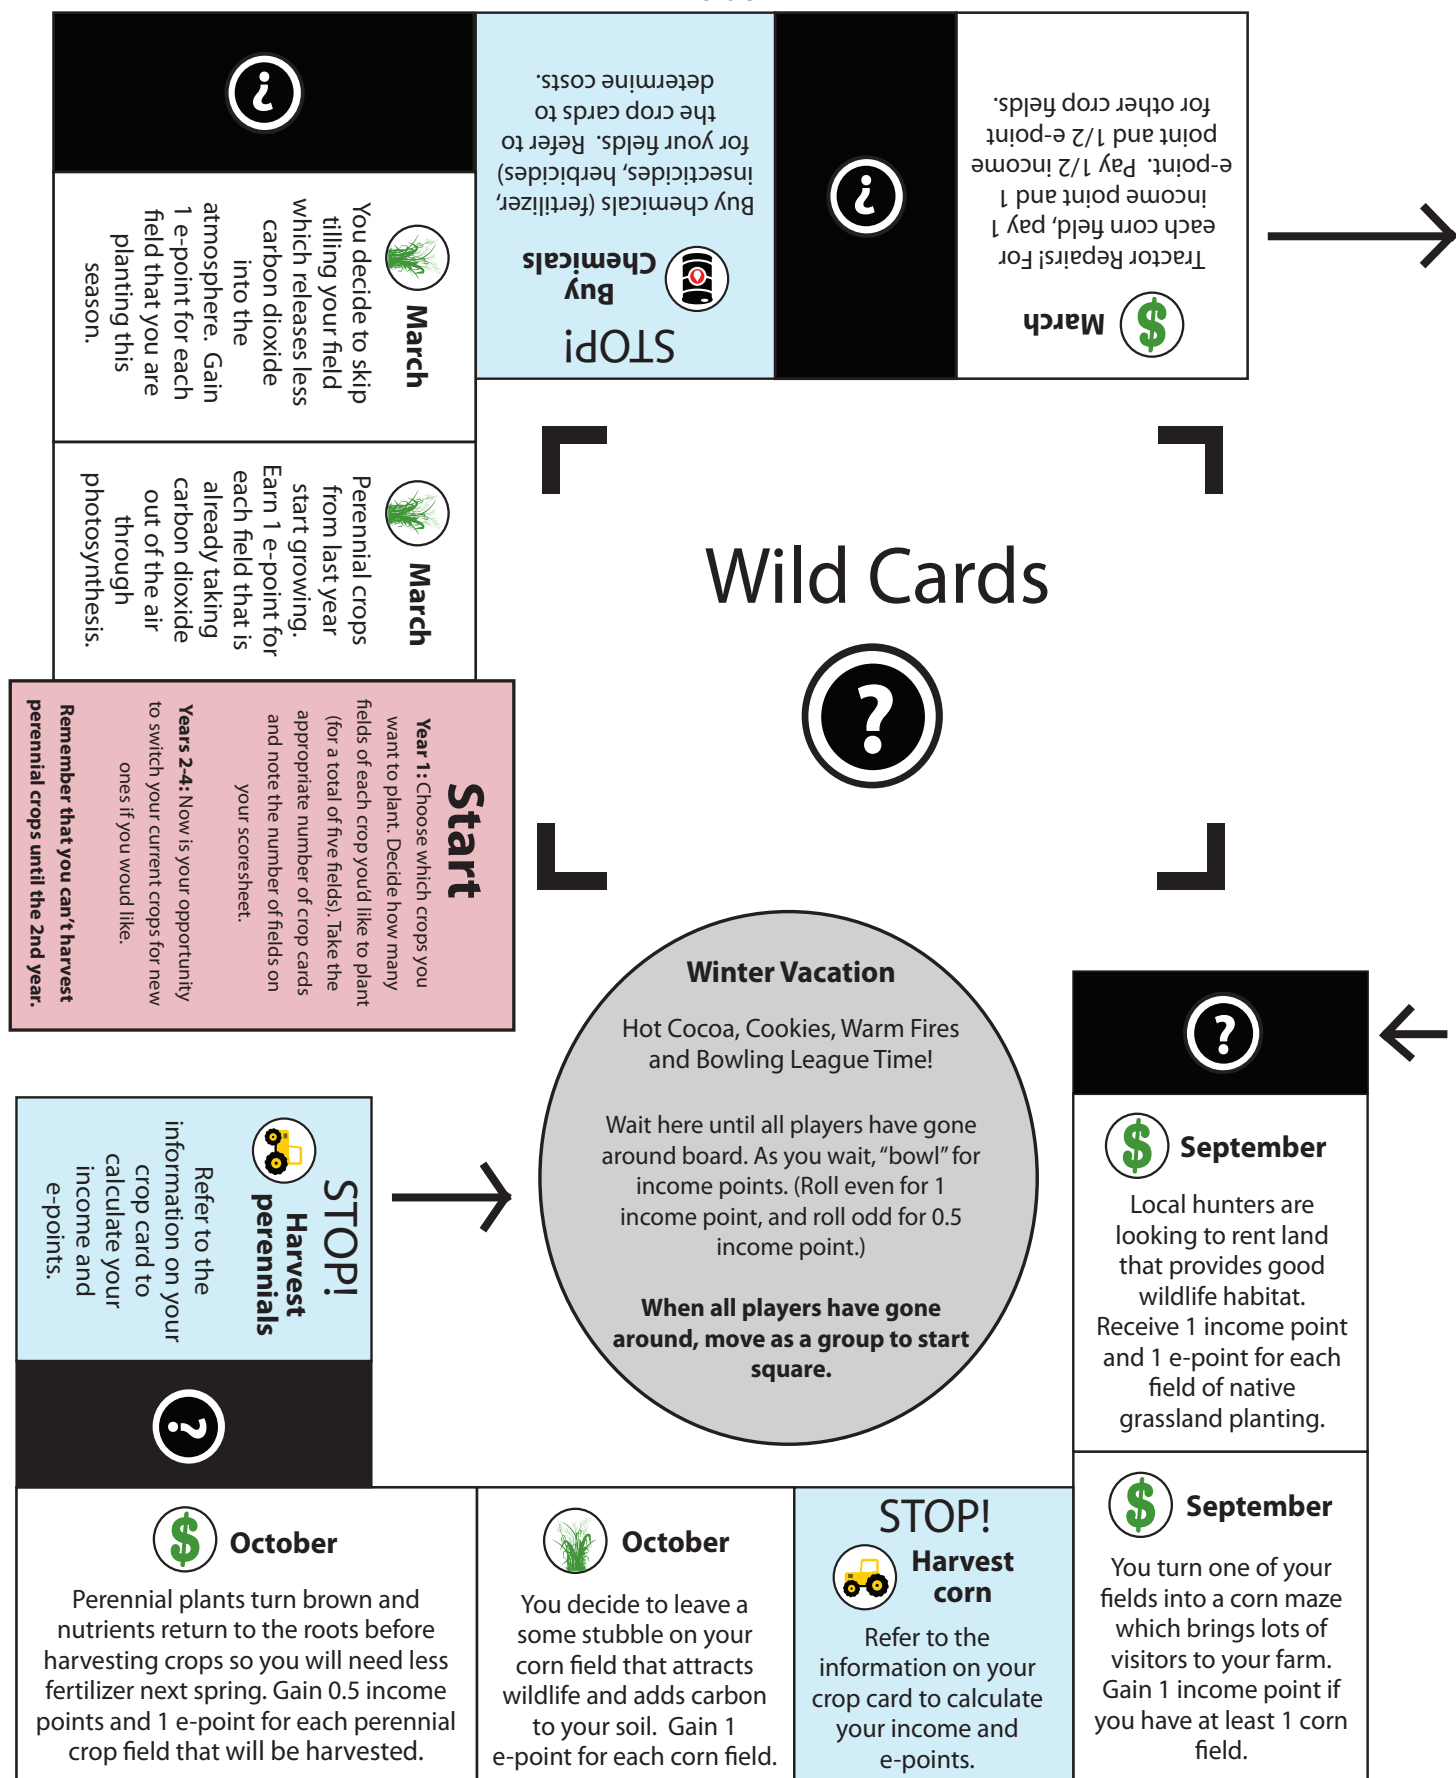 ?
STOP!
Buy
Chemicals
Buy chemicals (fertilizer,
insecticides, herbicides)
for your fields. Refer to
the crop cards to
determine costs.
?
$ March
Tractor Repairs! For
each corn field, pay 1
income point and 1
e-point. Pay 1/2 income
point and 1/2 e-point
for other crop fields.
March
You decide to skip
tilling your field
which releases less
carbon dioxide
into the
atmosphere. Gain
1 e-point for each
field that you are
planting this
season.
March
Perennial crops
from last year
start growing.
Earn 1 e-point for
each field that is
already taking
carbon dioxide
out of the air
through
photosynthesis.
Start
Year 1: Choose which crops you
want to plant. Decide how many
fields of each crop you'd like to plant
(for a total of five fields). Take the
appropriate number of crop cards
and note the number of fields on
your scoresheet.
Years 2-4: Now is your opportunity
to switch your current crops for new
ones if you woud like.
Remember that you can't harvest
perennial crops until the 2nd year.
Wild Cards
?
Winter Vacation
Hot Cocoa, Cookies, Warm Fires
and Bowling League Time!
Wait here until all players have gone
around board. As you wait, "bowl" for
income points. (Roll even for 1
income point, and roll odd for 0.5
income point.)
When all players have gone
around, move as a group to start
square.
?
$ September
Local hunters are
looking to rent land
that provides good
wildlife habitat.
Receive 1 income point
and 1 e-point for each
field of native
grassland planting.
$ September
You turn one of your
fields into a corn maze
which brings lots of
visitors to your farm.
Gain 1 income point if
you have at least 1 corn
field.
STOP!
Harvest
corn
Refer to the
information on your
crop card to calculate
your income and
e-points.
October
You decide to leave a
some stubble on your
corn field that attracts
wildlife and adds carbon
to your soil. Gain 1
e-point for each corn field.
$ October
Perennial plants turn brown and
nutrients return to the roots before
harvesting crops so you will need less
fertilizer next spring. Gain 0.5 income
points and 1 e-point for each perennial
crop field that will be harvested.
?
STOP!
Harvest
perennials
Refer to the
information on your
crop card to
calculate your
income and
e-points.